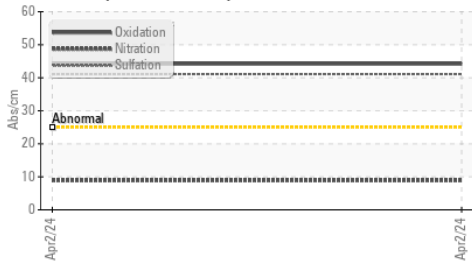 60
50
40
30
20
10
0
Abs/cm
Oxidation
Nitration
Sulfation
Abnormal
Apr2/24
Apr2/24